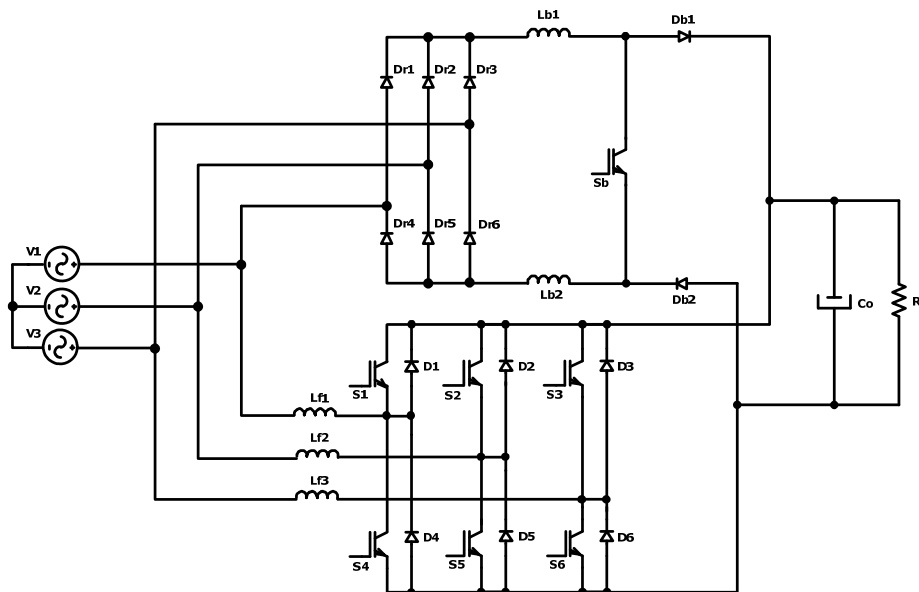 Lb1
Db1
Dr1
Dr2
Dr3
Sb
Dr4
Dr5
Dr6
V1
Lb2
Db2
V2
Co
R
V3
D1
D2
D3
S1
S2
S3
Lf1
Lf2
Lf3
D4
D5
D6
S4
S5
S6